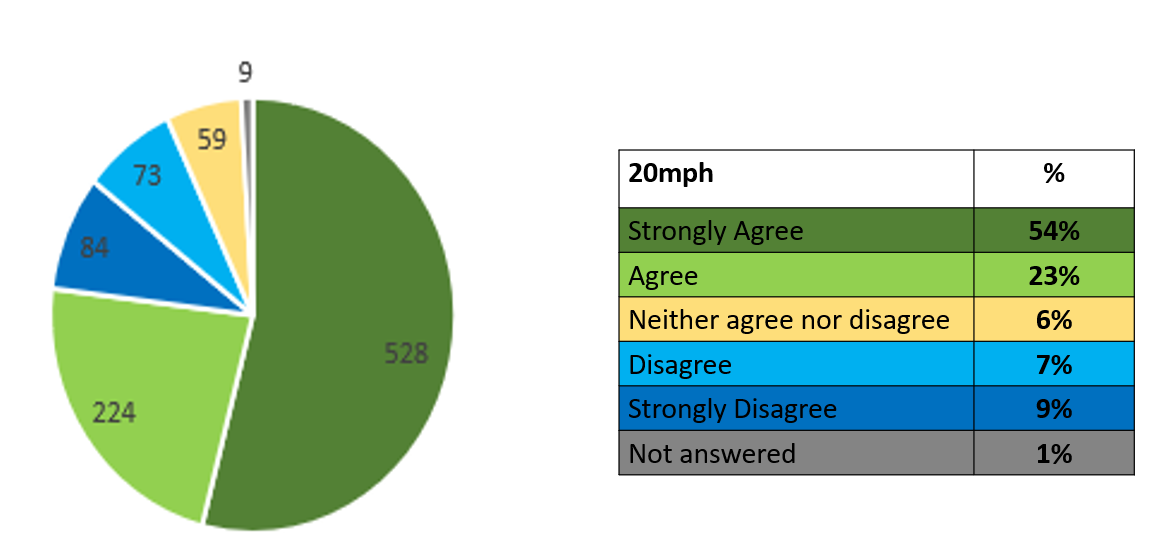 9
59
73
84
528
224
20mph %
Strongly Agree 54%
Agree 23%
Neither agree nor disagree 6%
Disagree 7%
Strongly Disagree 9%
Not answered 1%